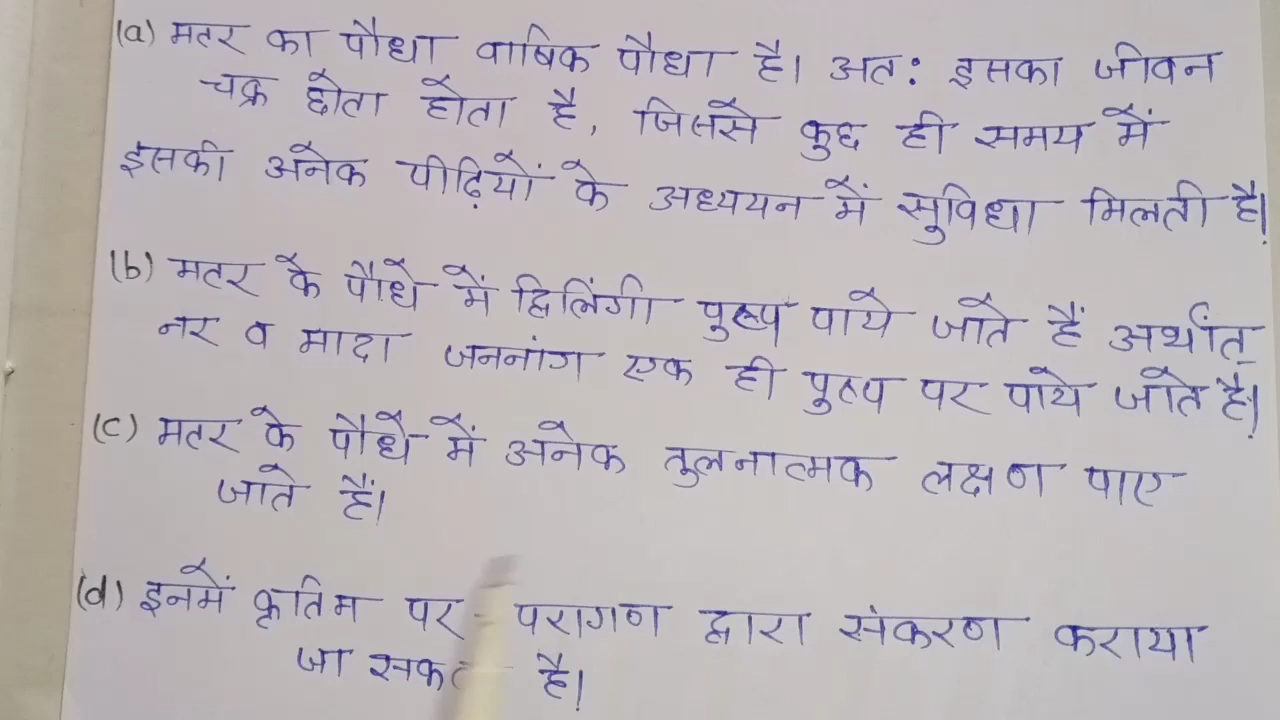 (a) मटर का पौधा वार्षिक पौधा है। अत: इसका जीवन
चक्र छोटा होता है, जिससे कुछ ही समय में
इसकी अनेक पीढ़ियों के अध्ययन में सुविधा मिलती है।
(b) मटर के पौधे में द्विलिंगी पुरुष पाये जाते हैं अर्थात्
नर व मादा जननांग एक ही पुरुष पर पाये जाते है।
(c) मटर के पौधे में अनेक तुलनात्मक लक्षण पाए
जाते हैं।
(d) इनमें कृतिम पर-परागण द्वारा संकरण कराया
जा है।